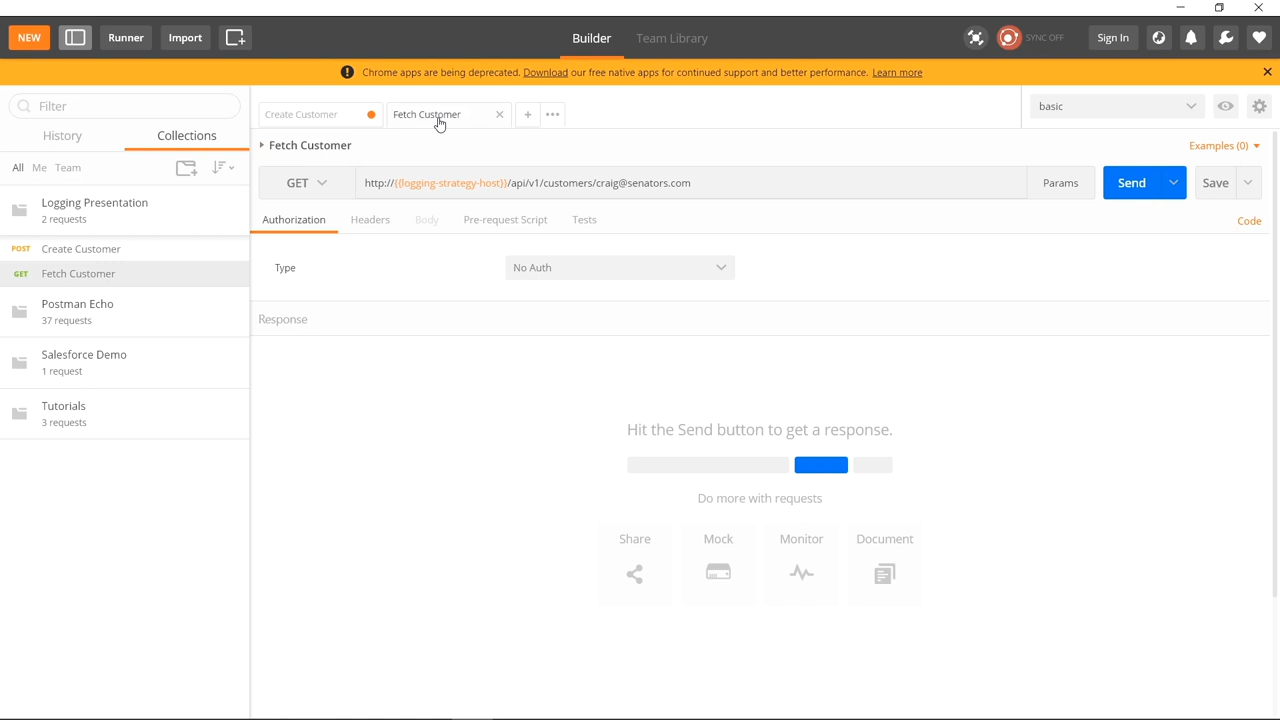 NEW
Runner
Import
Builder
Team Library
SYNC OFF
Sign In
Chrome apps are being deprecated. Download our free native apps for continued support and better performance. Learn more
Filter
History
Collections
All
Me
Team
Logging Presentation
2 requests
POST Create Customer
GET Fetch Customer
Postman Echo
37 requests
Salesforce Demo
1 request
Tutorials
3 requests
Create Customer
Fetch Customer
basic
Fetch Customer
Examples (0)
GET
http://{{logging-strategy-host}}/api/v1/customers/craig@senators.com
Params
Send
Save
Authorization
Headers
Body
Pre-request Script
Tests
Code
Type
No Auth
Response
Hit the Send button to get a response.
Do more with requests
Share
Mock
Monitor
Document